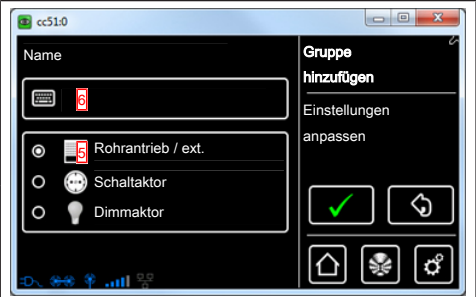 cc51:0
Name
6
5
Rohrantrieb / ext.
Schaltaktor
Dimmaktor
Gruppe
hinzufügen
Einstellungen
anpassen